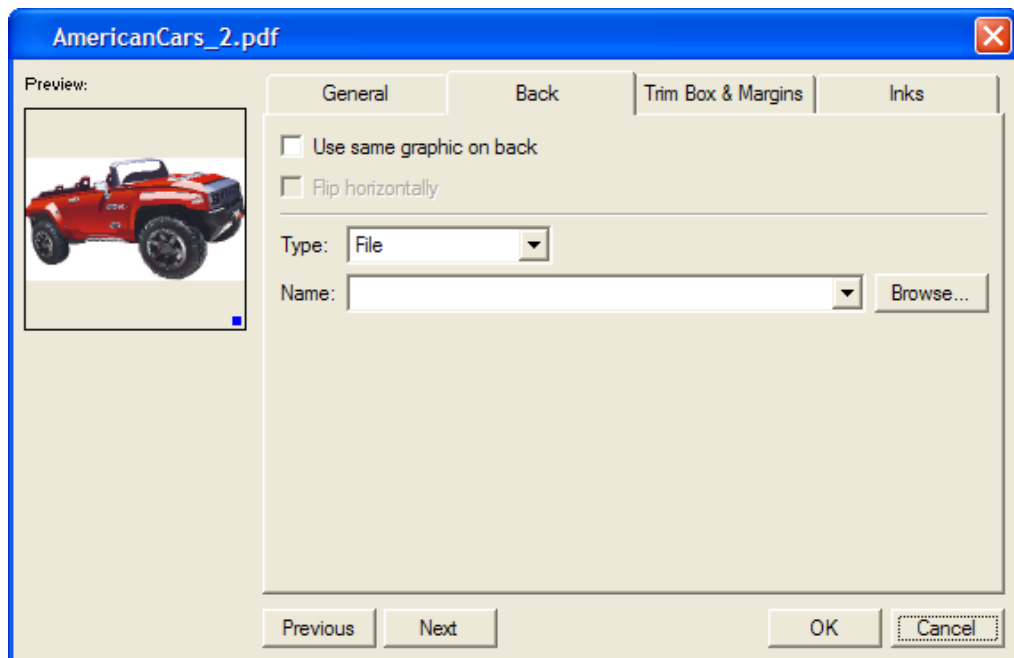 AmericanCars_2.pdf
Preview:
General Back Trim Box & Margins Inks
Use same graphic on back
Flip horizontally
Type: File
Name: Browse...
Previous Next OK Cancel